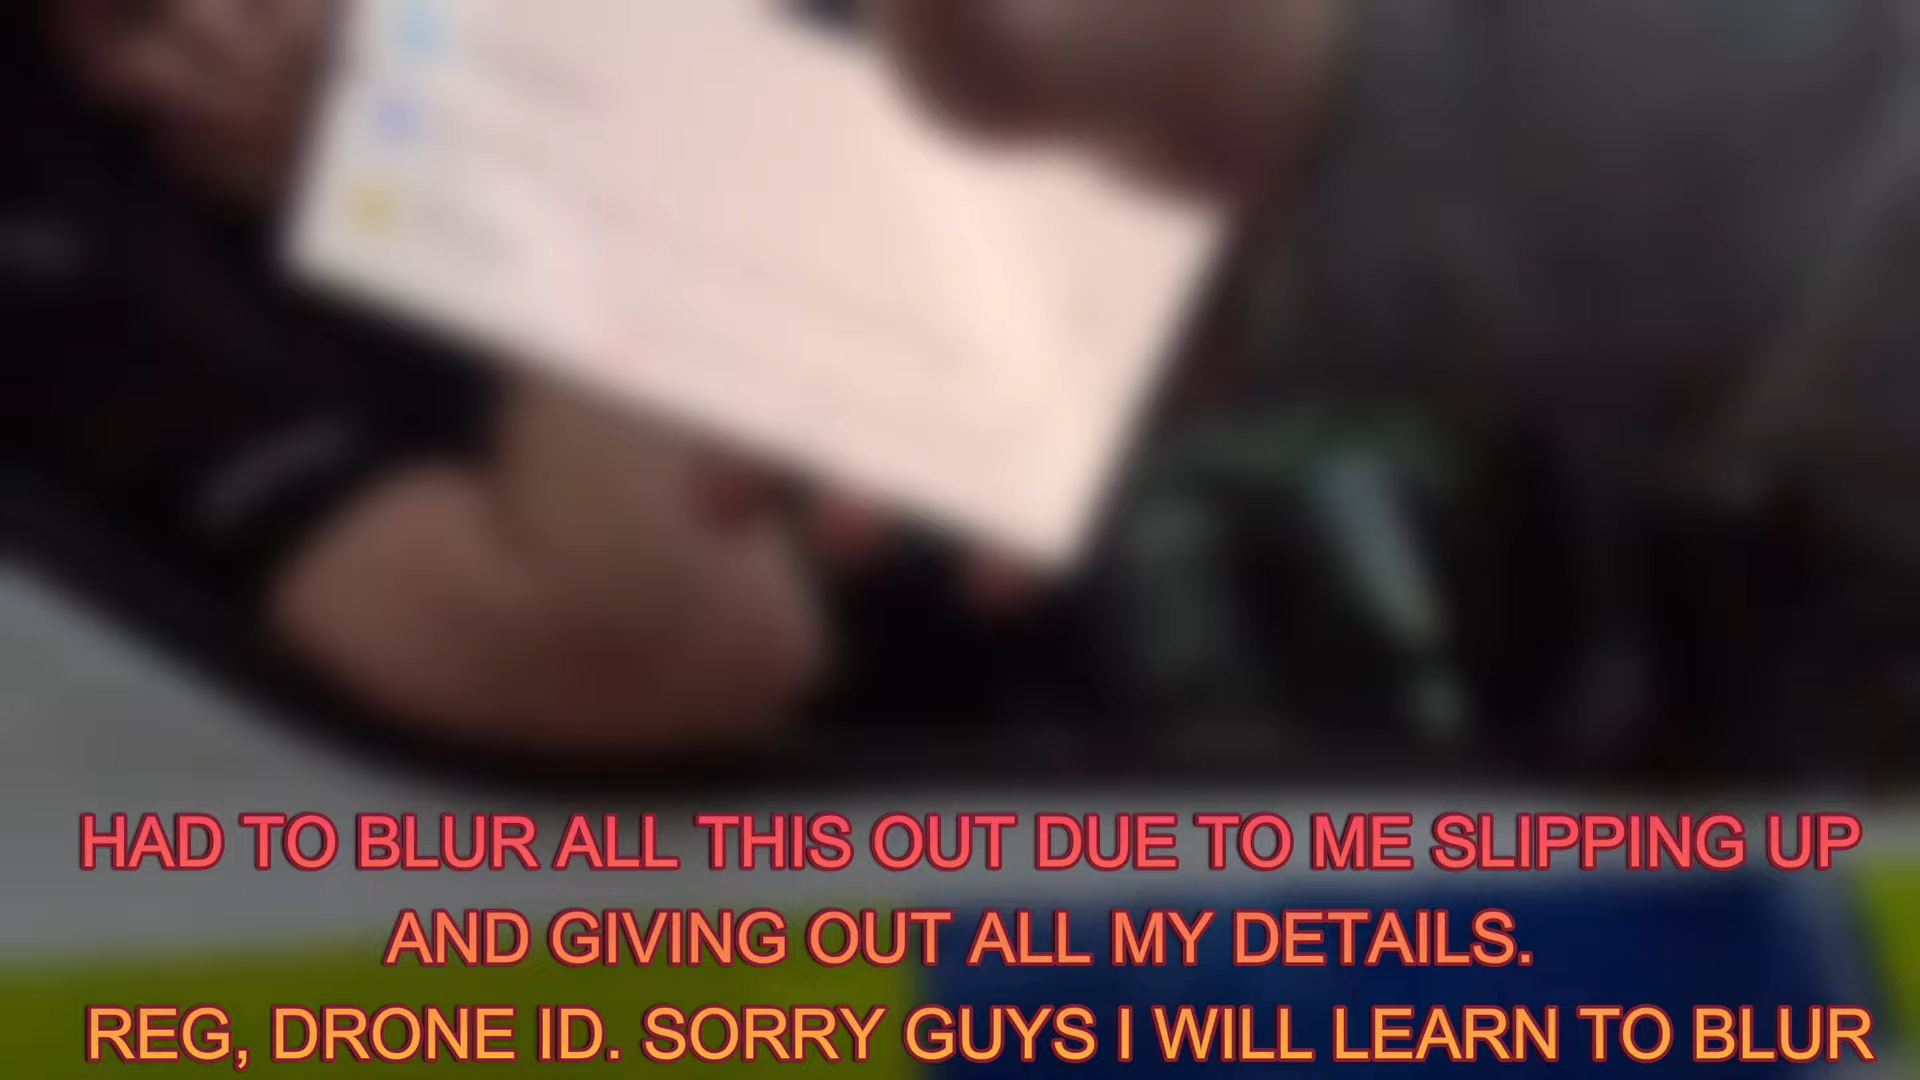 HAD TO BLUR ALL THIS OUT DUE TO ME SLIPPING UP
AND GIVING OUT ALL MY DETAILS.
REG, DRONE ID. SORRY GUYS I WILL LEARN TO BLUR